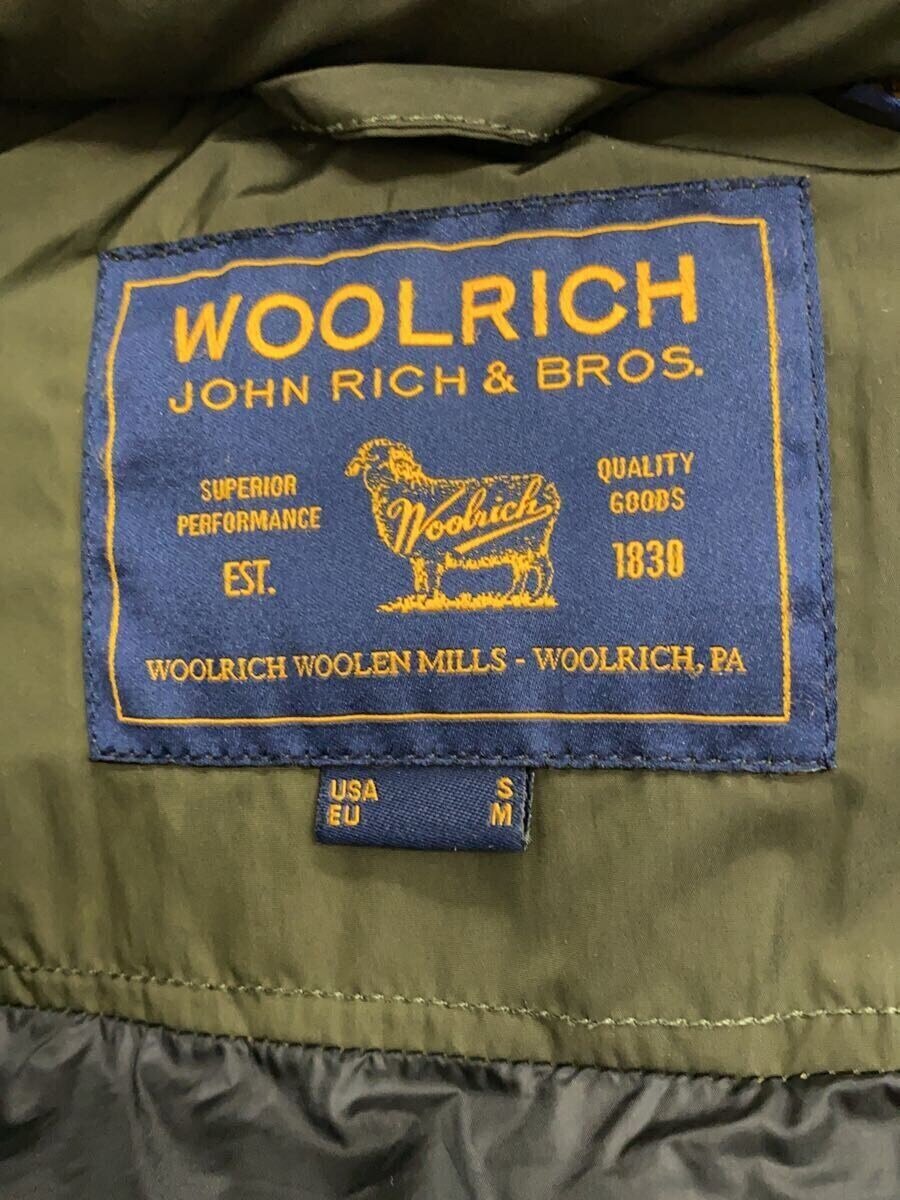 WOOLRICH
JOHN RICH & BROS.
SUPERIOR
PERFORMANCE
EST.
Woolrich
QUALITY
GOODS
1830
WOOLRICH WOOLEN MILLS - WOOLRICH, PA
USA S
EU M